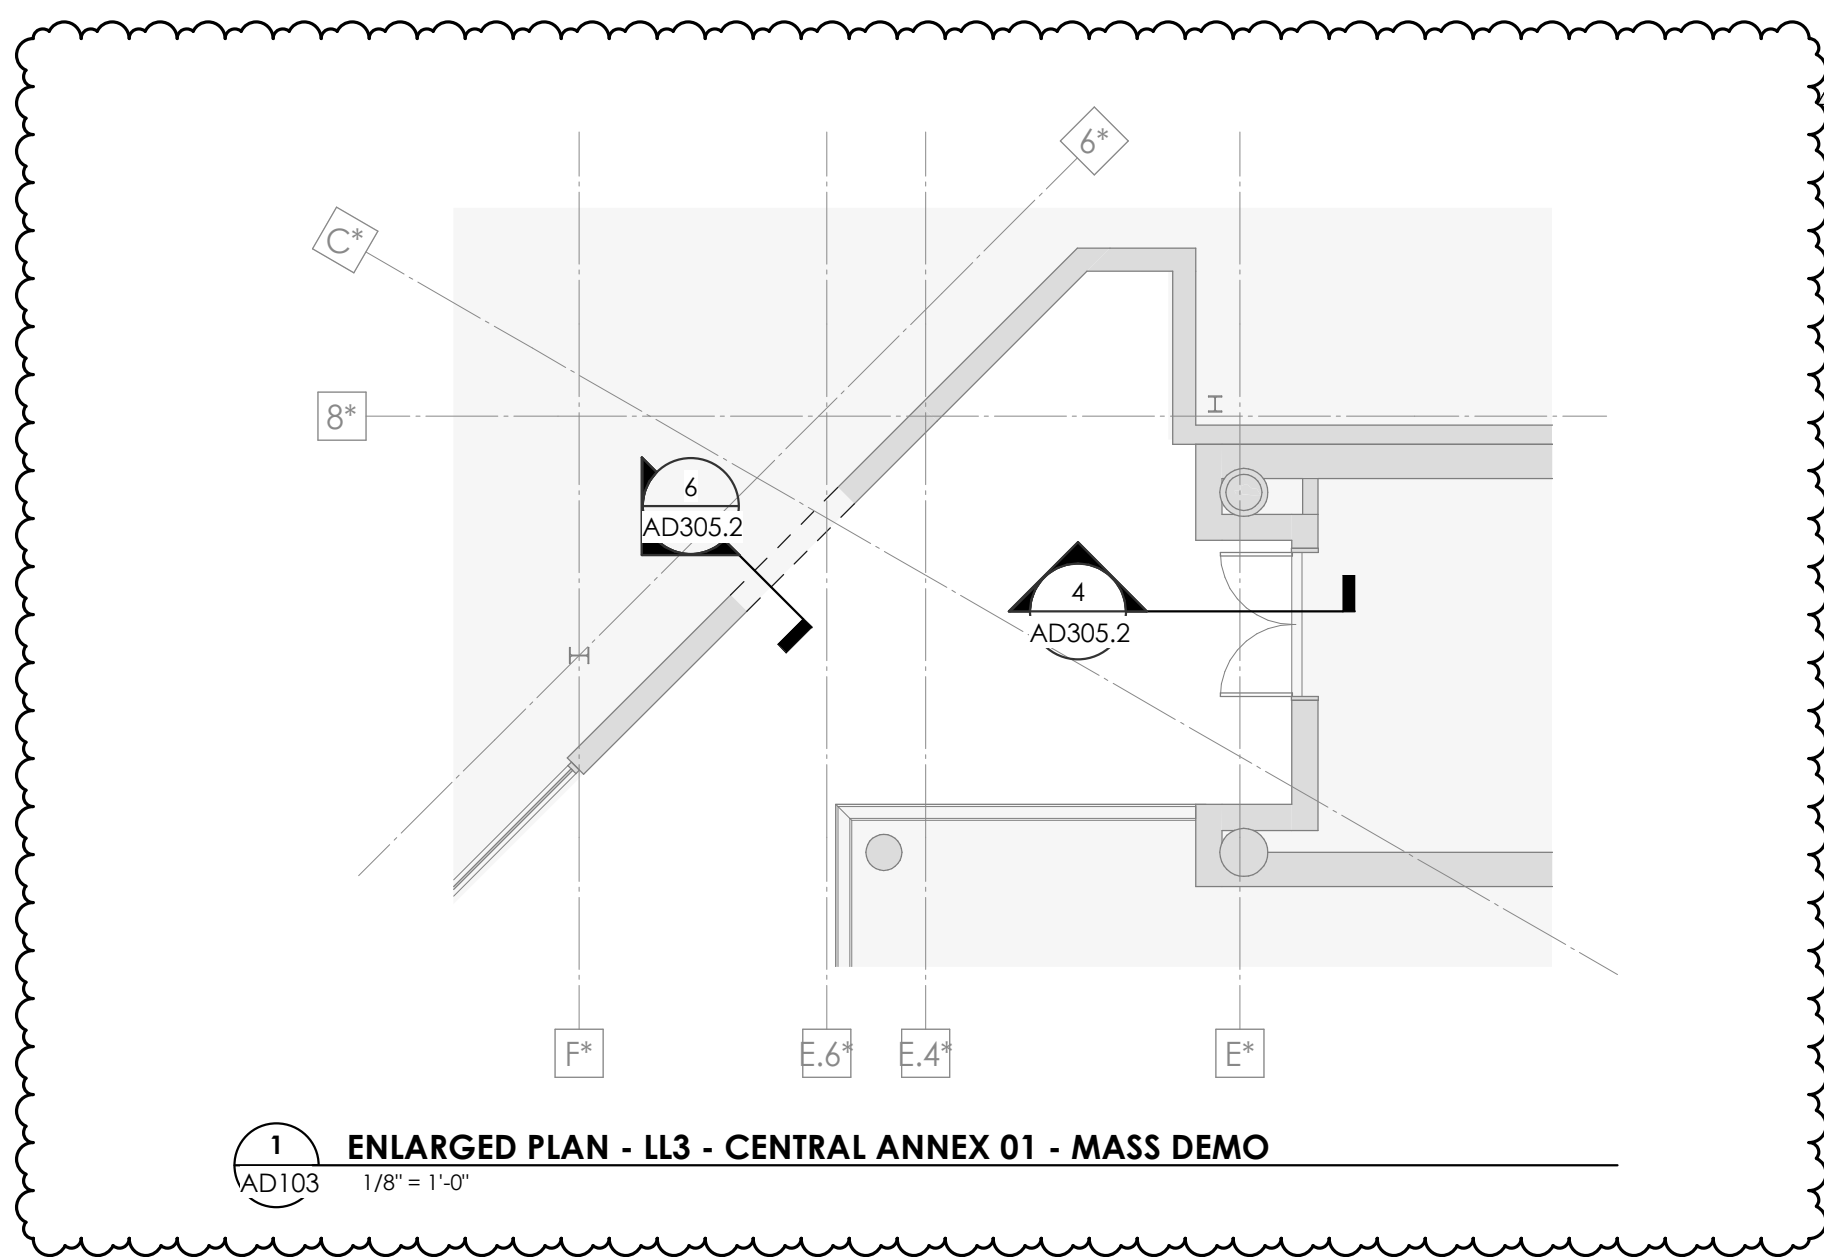 6*
C*
8*
6
AD305.2
4
AD305.2
F*
E.6*
E.4*
E*
1
ENLARGED PLAN - LL3 - CENTRAL ANNEX 01 - MASS DEMO
AD103
1/8" = 1'-0"